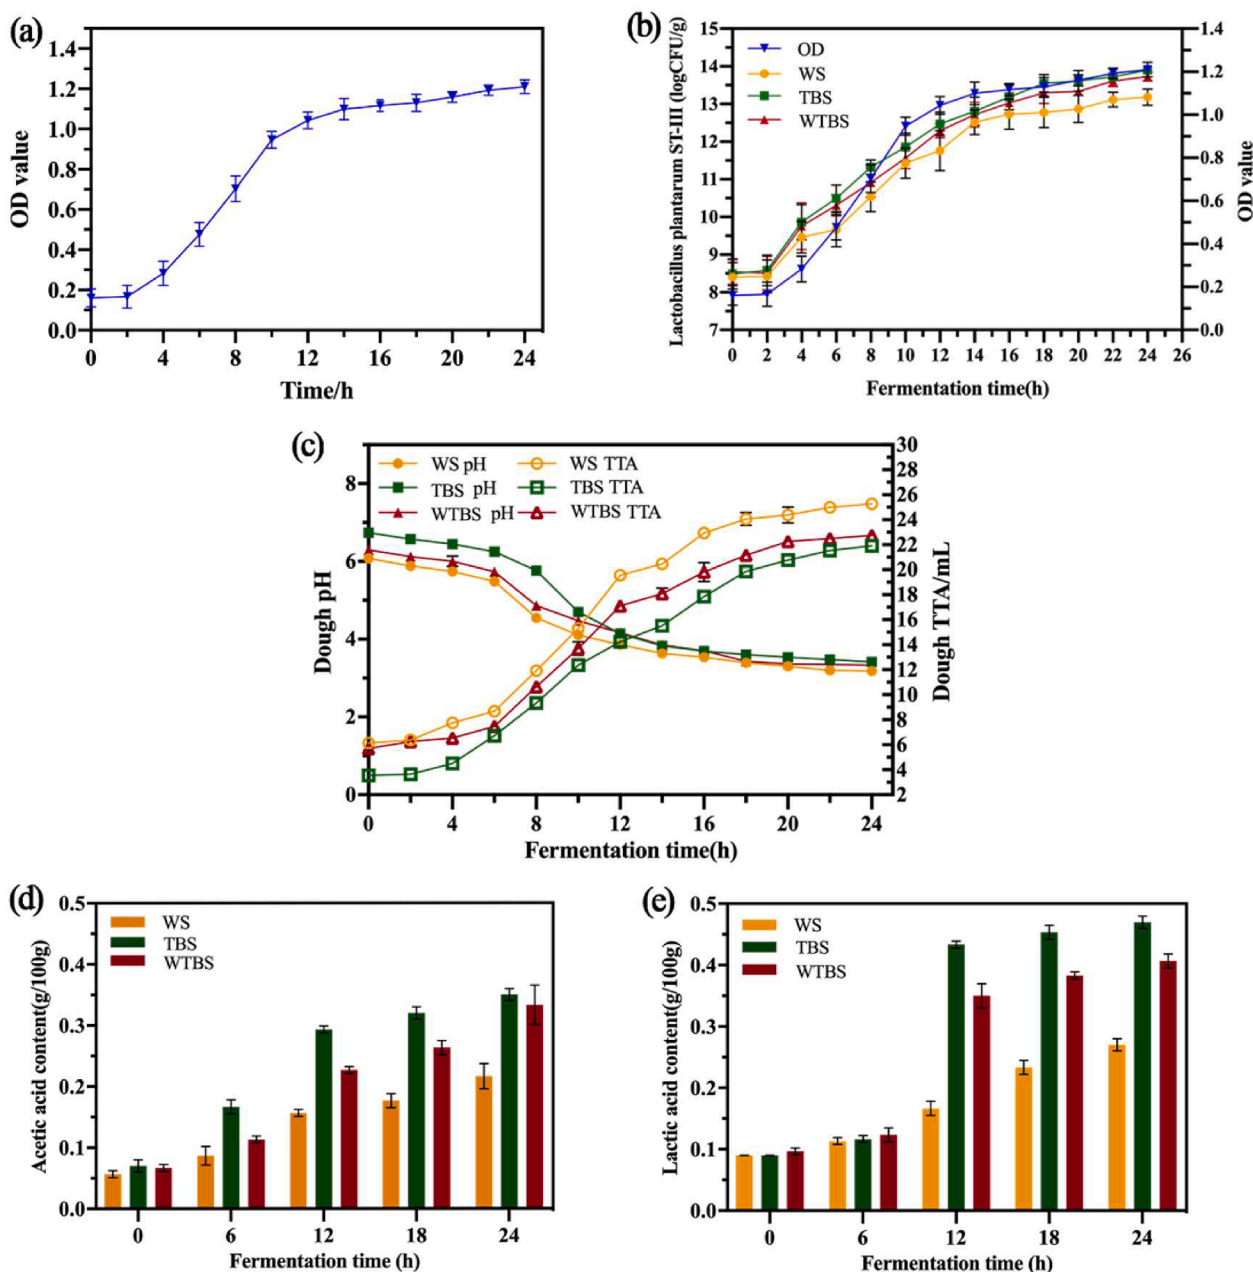 (a)
1.4
1.2
1.0
0.8
0.6
0.4
0.2
0.0
OD value
0 4 8 12 16 20 24
Time/h
(b)
15
14
13
12
11
10
9
8
7
Lactobacillus plantarum ST-III (logCFU/g)
OD
WS
TBS
WTBS
1.4
1.2
1.0
0.8
0.6
0.4
0.2
0.0
OD value
0 2 4 6 8 10 12 14 16 18 20 22 24 26
Fermentation time(h)
(c)
8
6
4
2
0
Dough pH
WS pH WS TTA
TBS pH TBS TTA
WTBS pH WTBS TTA
30
28
26
24
22
20
18
16
14
12
10
8
6
4
2
Dough TTA/mL
0 4 8 12 16 20 24
Fermentation time(h)
(d)
0.5
0.4
0.3
0.2
0.1
0.0
Acetic acid content(g/100g)
WS
TBS
WTBS
0 6 12 18 24
Fermentation time (h)
(e)
0.5
0.4
0.3
0.2
0.1
0.0
Lactic acid content(g/100g)
WS
TBS
WTBS
0 6 12 18 24
Fermentation time (h)